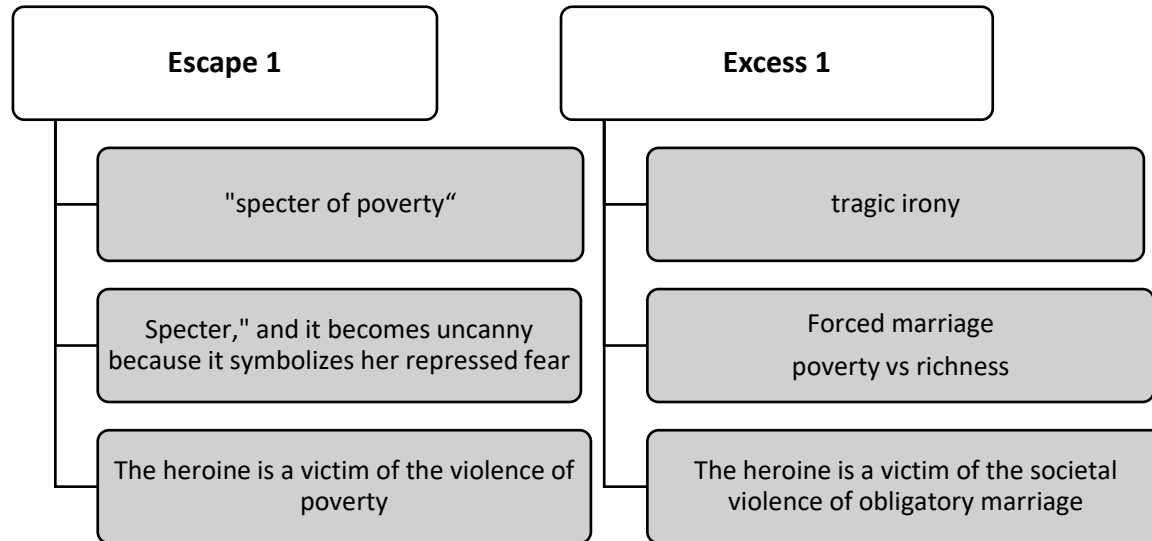 Escape 1
"specter of poverty“
Specter," and it becomes uncanny
because it symbolizes her repressed fear
The heroine is a victim of the violence of
poverty
Excess 1
tragic irony
Forced marriage
poverty vs richness
The heroine is a victim of the societal
violence of obligatory marriage